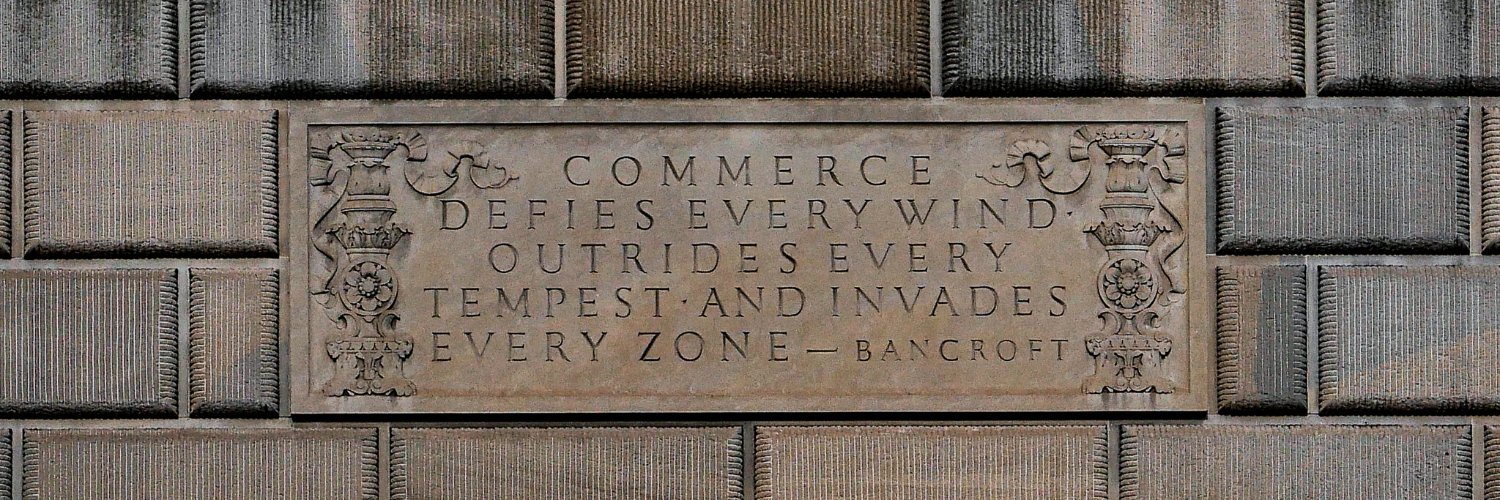 COMMERCE
DEFIES EVERY WIND·
OUTRIDES EVERY
TEMPEST·AND INVADES
EVERY ZONE — BANCROFT